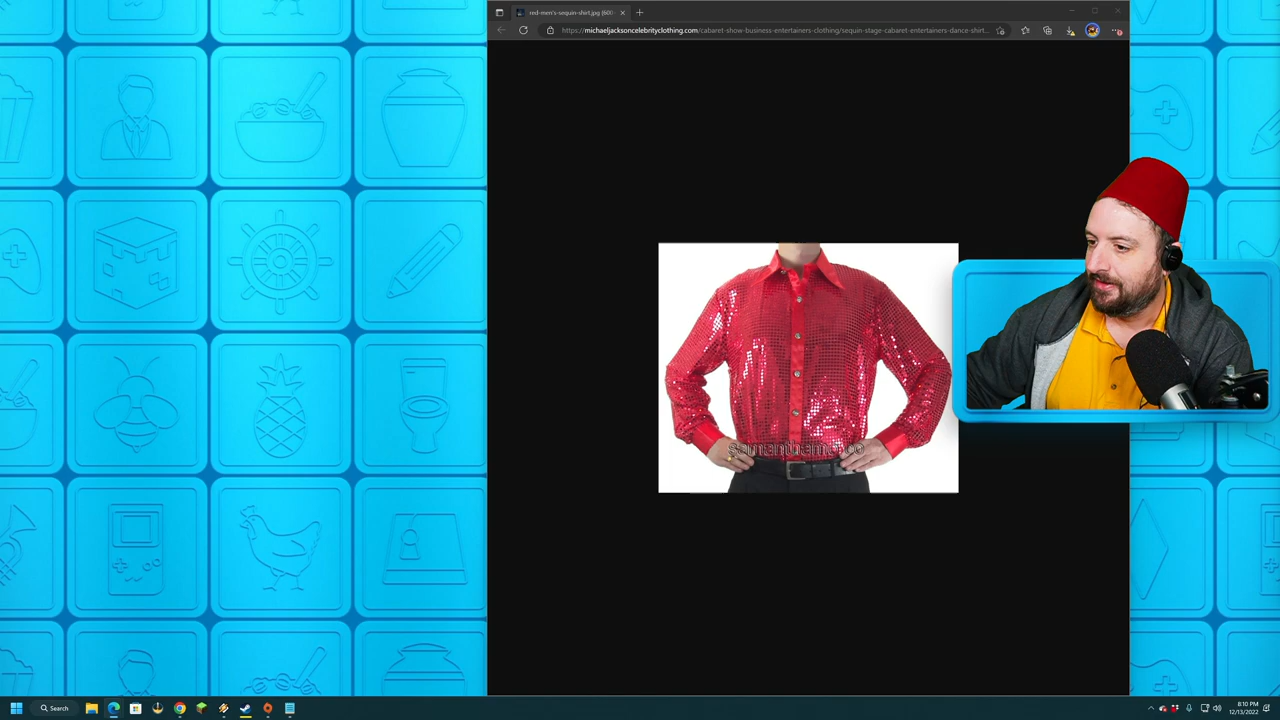 red-men's-sequin-shirt.jpg (600
https://michaeljacksoncelebrityclothing.com/cabaret-show-business-entertainers-clothing/sequin-stage-cabaret-entertainers-dance-shirt...
Search
8:10 PM
12/13/2022